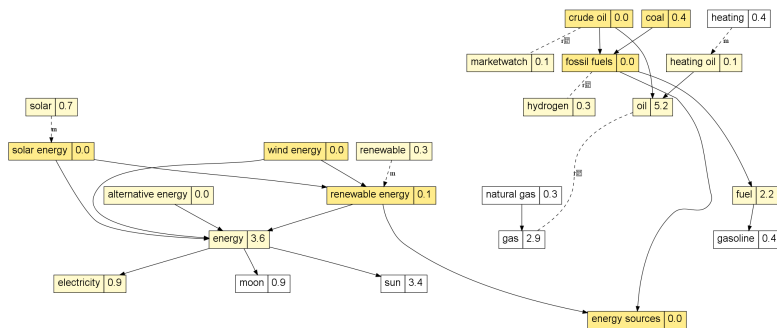 crude oil 0.0
coal 0.4
heating 0.4
m
marketwatch 0.1
fossil fuels 0.0
heating oil 0.1
solar 0.7
hydrogen 0.3
oil 5.2
m
solar energy 0.0
wind energy 0.0
renewable 0.3
m
alternative energy 0.0
renewable energy 0.1
natural gas 0.3
fuel 2.2
energy 3.6
gas 2.9
gasoline 0.4
electricity 0.9
moon 0.9
sun 3.4
energy sources 0.0